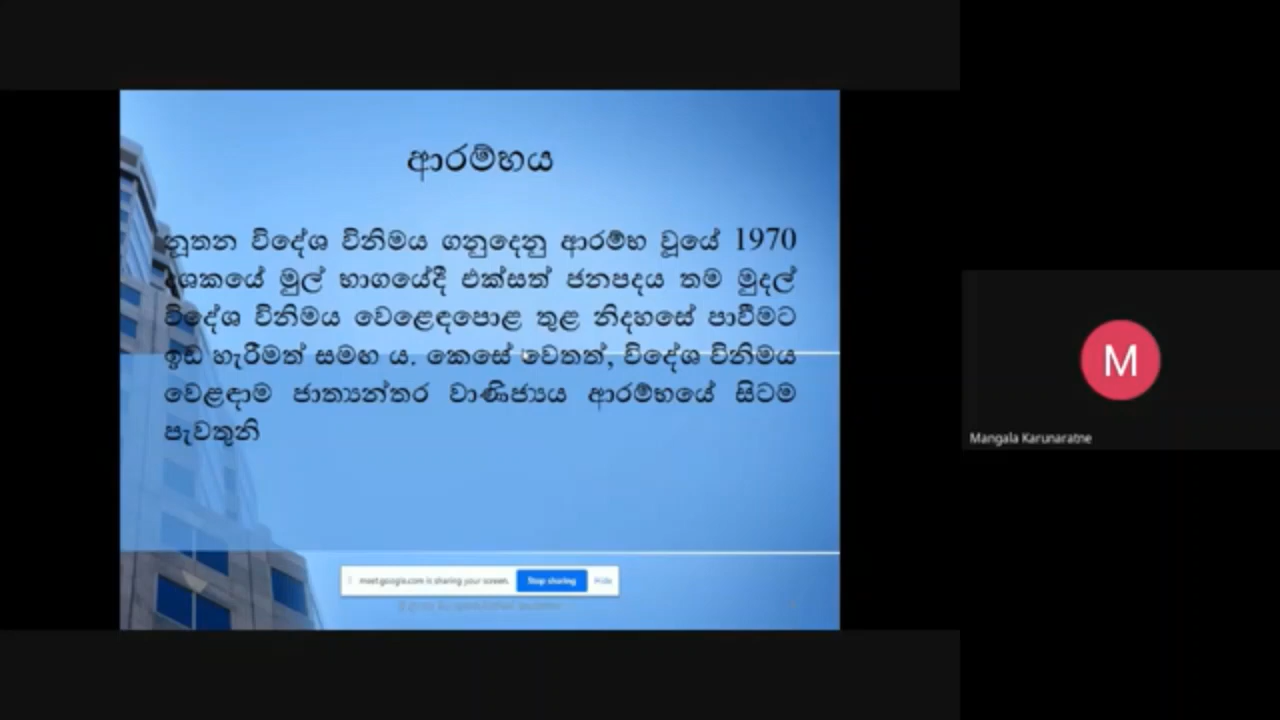 ආරම්භය
නූතන විදේශ විනිමය ගනුදෙනු ආරම්භ වූයේ 1970
දශකයේ මුල් භාගයේදී එක්සත් ජනපදය තම මුදල්
විදේශ විනිමය වෙළෙඳපොළ තුළ නිදහසේ පාවීමට
ඉඩ හැරීමත් සමඟ ය. කෙසේ වෙතත්, විදේශ විනිමය
වෙළඳාම ජාත්‍යන්තර වාණිජ්‍යය ආරම්භයේ සිටම
පැවතුනි
meet.google.com is sharing your screen. Stop sharing Hide
M
Mangala Karunaratne